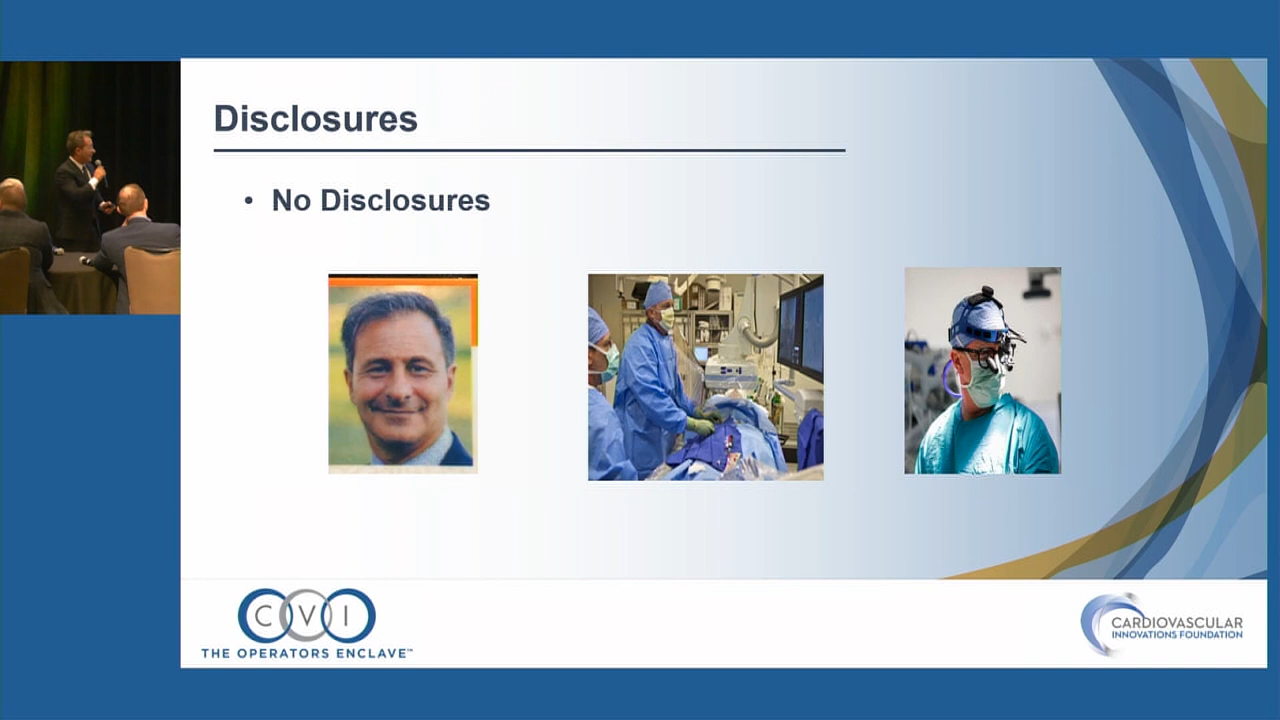 Disclosures
• No Disclosures
CVI
THE OPERATORS ENCLAVE™
CARDIOVASCULAR
INNOVATIONS FOUNDATION